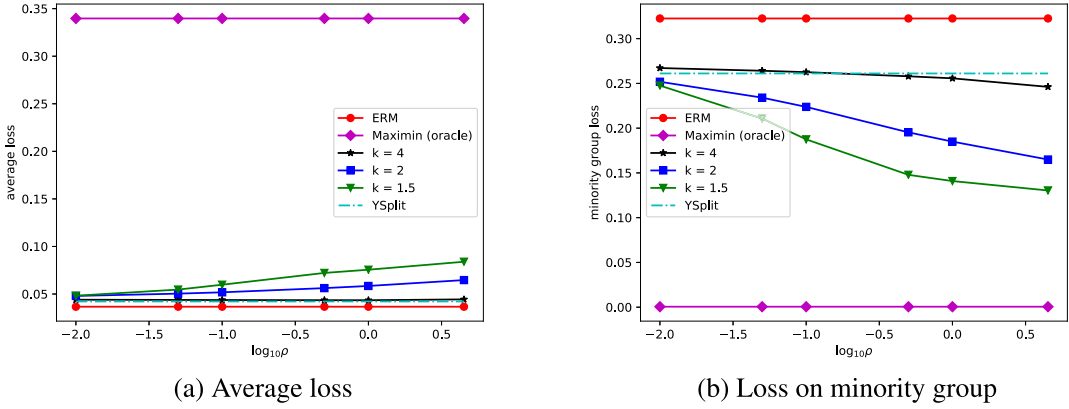 0.35
0.30
0.25
0.20
0.15
0.10
0.05
average loss
ERM
Maximin (oracle)
k = 4
k = 2
k = 1.5
YSplit
−2.0 −1.5 −1.0 −0.5 0.0 0.5
log10ρ
(a) Average loss
0.30
0.25
0.20
0.15
0.10
0.05
0.00
minority group loss
ERM
Maximin (oracle)
k = 4
k = 2
k = 1.5
YSplit
−2.0 −1.5 −1.0 −0.5 0.0 0.5
log10ρ
(b) Loss on minority group